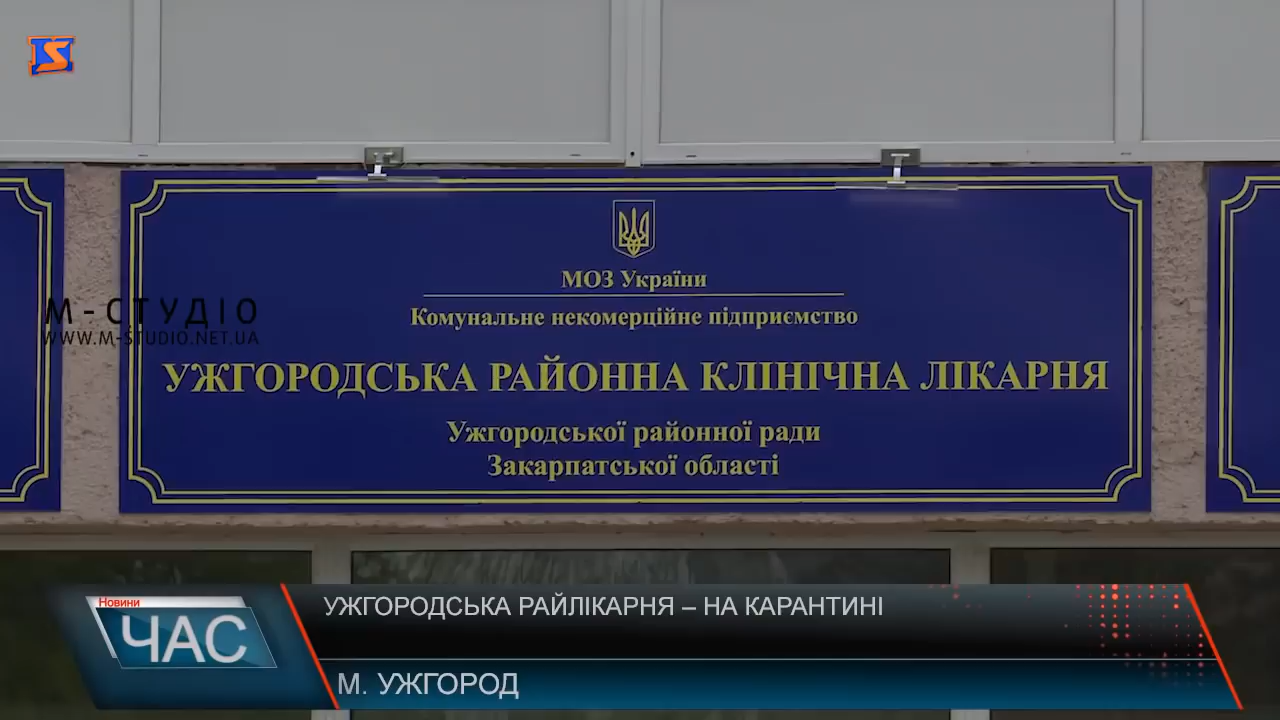 МОЗ України
Комунальне некомерційне підприємство
УЖГОРОДСЬКА РАЙОННА КЛІНІЧНА ЛІКАРНЯ
Ужгородської районної ради
Закарпатської області
М-СТУДІО
WWW.M-STUDIO.NET.UA
Новини
ЧАС
УЖГОРОДСЬКА РАЙЛІКАРНЯ – НА КАРАНТИНІ
М. УЖГОРОД